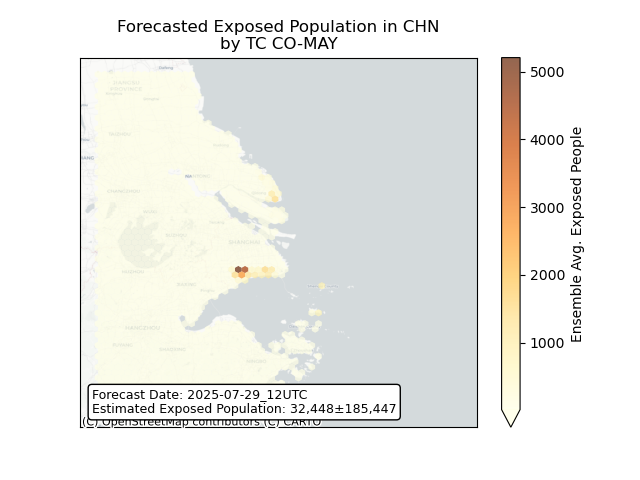 Forecasted Exposed Population in CHN
by TC CO-MAY
5000
4000
3000
2000
1000
Ensemble Avg. Exposed People
SHANGHAI
Forecast Date: 2025-07-29_12UTC
Estimated Exposed Population: 32,448±185,447
(C) OpenStreetMap contributors (C) CARTO